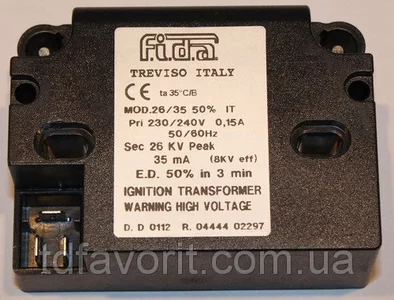 f.i.d.a
TREVISO ITALY
CE ta 35°C/B
MOD.26/35 50% IT
Pri 230/240V 0,15A
50/60Hz
Sec 26 KV Peak
35 mA (8KV eff)
E.D. 50% in 3 min
IGNITION TRANSFORMER
WARNING HIGH VOLTAGE
D. D 0112 R. 04444 02297
tdfavorit.com.ua